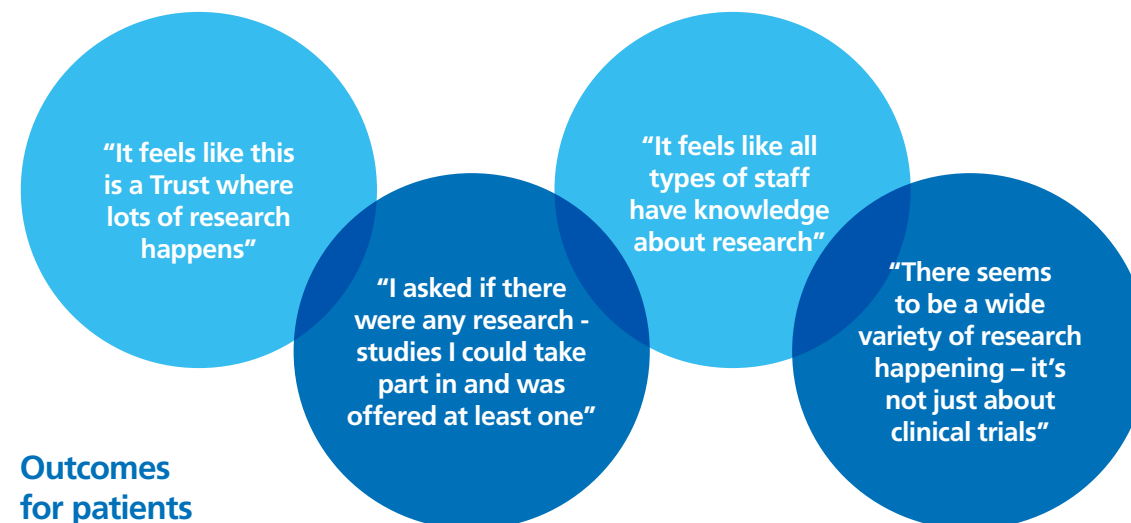 “It feels like this
is a Trust where
lots of research
happens”
“I asked if there
were any research -
studies I could take
part in and was
offered at least one”
“It feels like all
types of staff
have knowledge
about research”
“There seems
to be a wide
variety of research
happening – it’s
not just about
clinical trials”
Outcomes
for patients